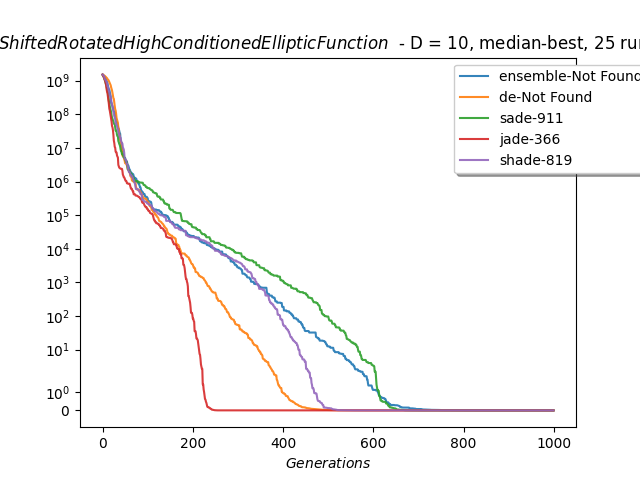 ShiftedRotatedHighConditionedEllipticFunction - D = 10, median-best, 25 run
ensemble-Not Found
de-Not Found
sade-911
jade-366
shade-819
10⁹
10⁸
10⁷
10⁶
10⁵
10⁴
10³
10²
10¹
10⁰
0
0 200 400 600 800 1000
Generations